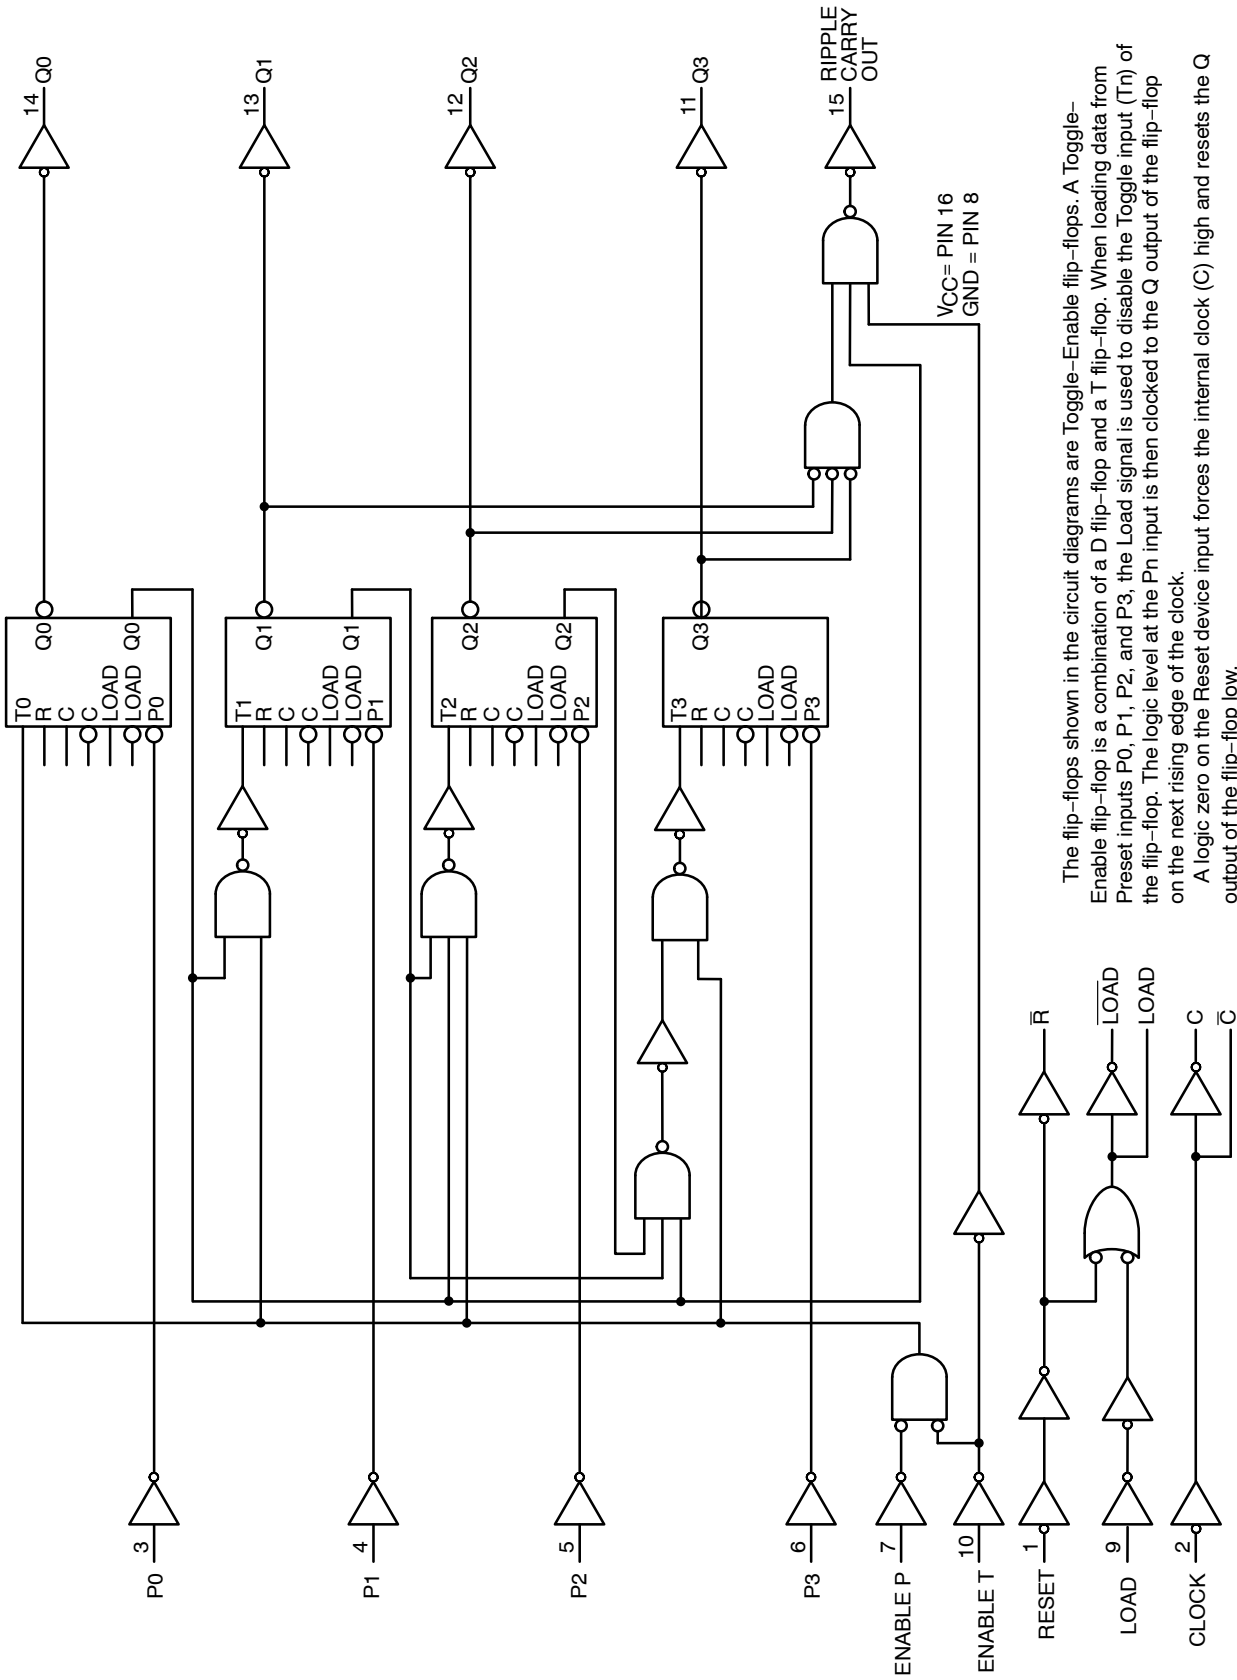 14
Q0
13
Q1
12
Q2
11
Q3
15
RIPPLE
CARRY
OUT
VCC = PIN 16
GND = PIN 8
Q0
Q0
T0
R
C
C
LOAD
LOAD
P0
Q1
Q1
T1
R
C
C
LOAD
LOAD
P1
Q2
Q2
T2
R
C
C
LOAD
LOAD
P2
Q3
T3
R
C
C
LOAD
LOAD
P3
P0
3
P1
4
P2
5
P3
6
ENABLE P
7
ENABLE T
10
RESET
1
LOAD
9
CLOCK
2
R̅
L̅O̅A̅D̅
LOAD
C
C̅
The flip−flops shown in the circuit diagrams are Toggle−Enable flip−flops. A Toggle−
Enable flip−flop is a combination of a D flip−flop and a T flip−flop. When loading data from
Preset inputs P0, P1, P2, and P3, the Load signal is used to disable the Toggle input (Tn) of
the flip−flop. The logic level at the Pn input is then clocked to the Q output of the flip−flop
on the next rising edge of the clock.
A logic zero on the Reset device input forces the internal clock (C) high and resets the Q
output of the flip−flop low.